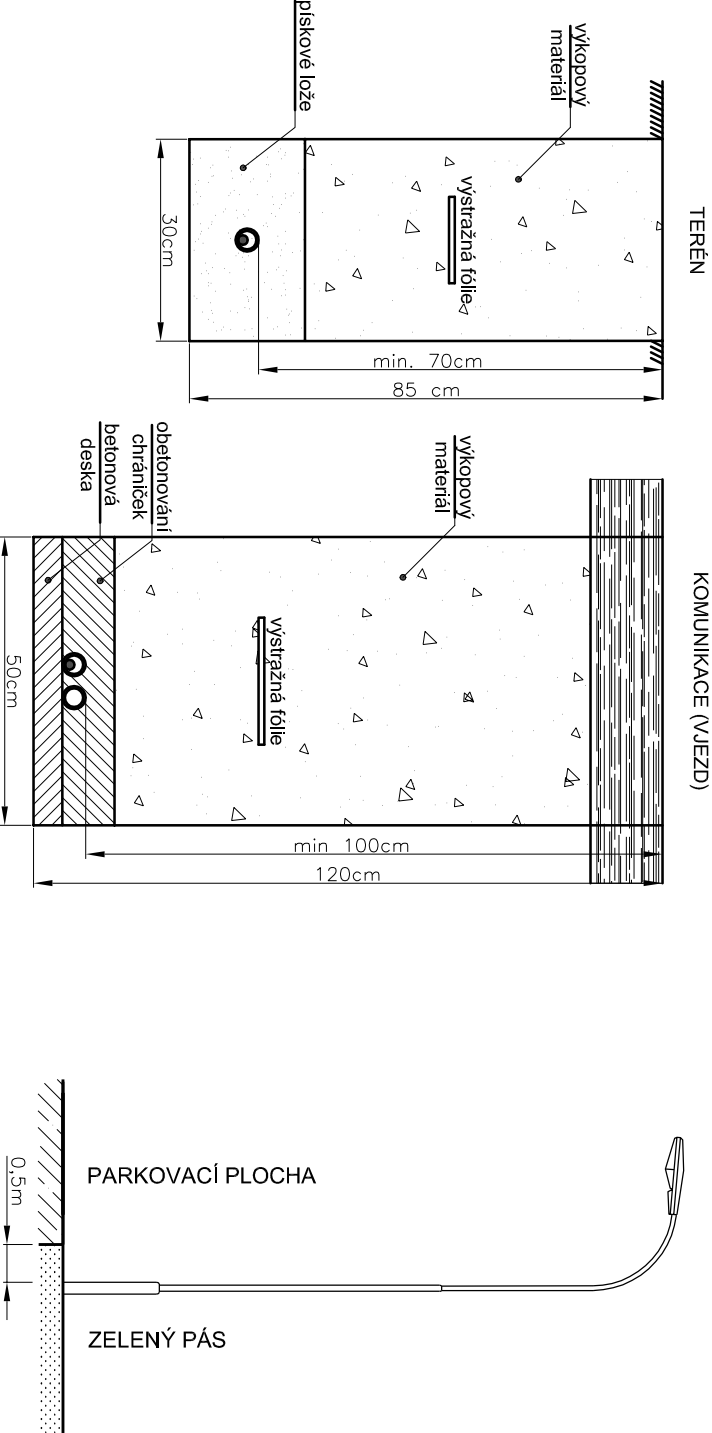 TERÉN
výkopový
materiál
pískové lože
výstražná fólie
30cm
min. 70cm
85 cm
KOMUNIKACE (VJEZD)
výkopový
materiál
obetonování
chrániček
betonová
deska
výstražná fólie
50cm
min 100cm
120cm
PARKOVACÍ PLOCHA
ZELENÝ PÁS
0,5m